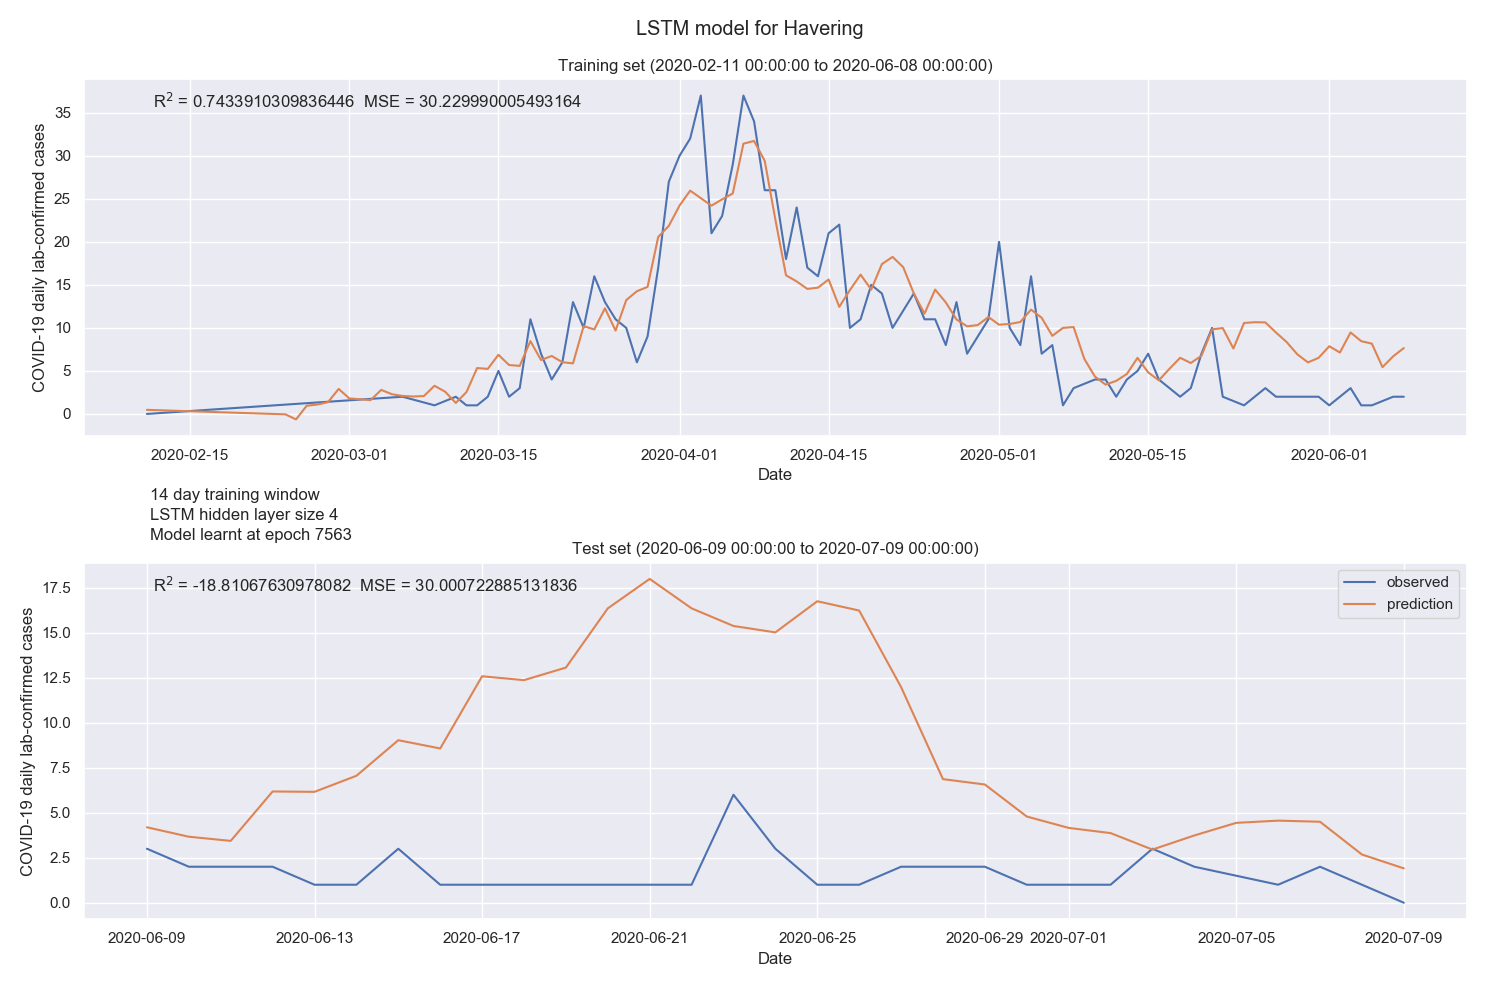 LSTM model for Havering
Training set (2020-02-11 00:00:00 to 2020-06-08 00:00:00)
R² = 0.7433910309836446  MSE = 30.229990005493164
COVID-19 daily lab-confirmed cases
35
30
25
20
15
10
5
0
2020-02-15
2020-03-01
2020-03-15
2020-04-01
2020-04-15
2020-05-01
2020-05-15
2020-06-01
Date
14 day training window
LSTM hidden layer size 4
Model learnt at epoch 7563
Test set (2020-06-09 00:00:00 to 2020-07-09 00:00:00)
R² = -18.81067630978082  MSE = 30.000722885131836
observed
prediction
COVID-19 daily lab-confirmed cases
17.5
15.0
12.5
10.0
7.5
5.0
2.5
0.0
2020-06-09
2020-06-13
2020-06-17
2020-06-21
2020-06-25
2020-06-29
2020-07-01
2020-07-05
2020-07-09
Date